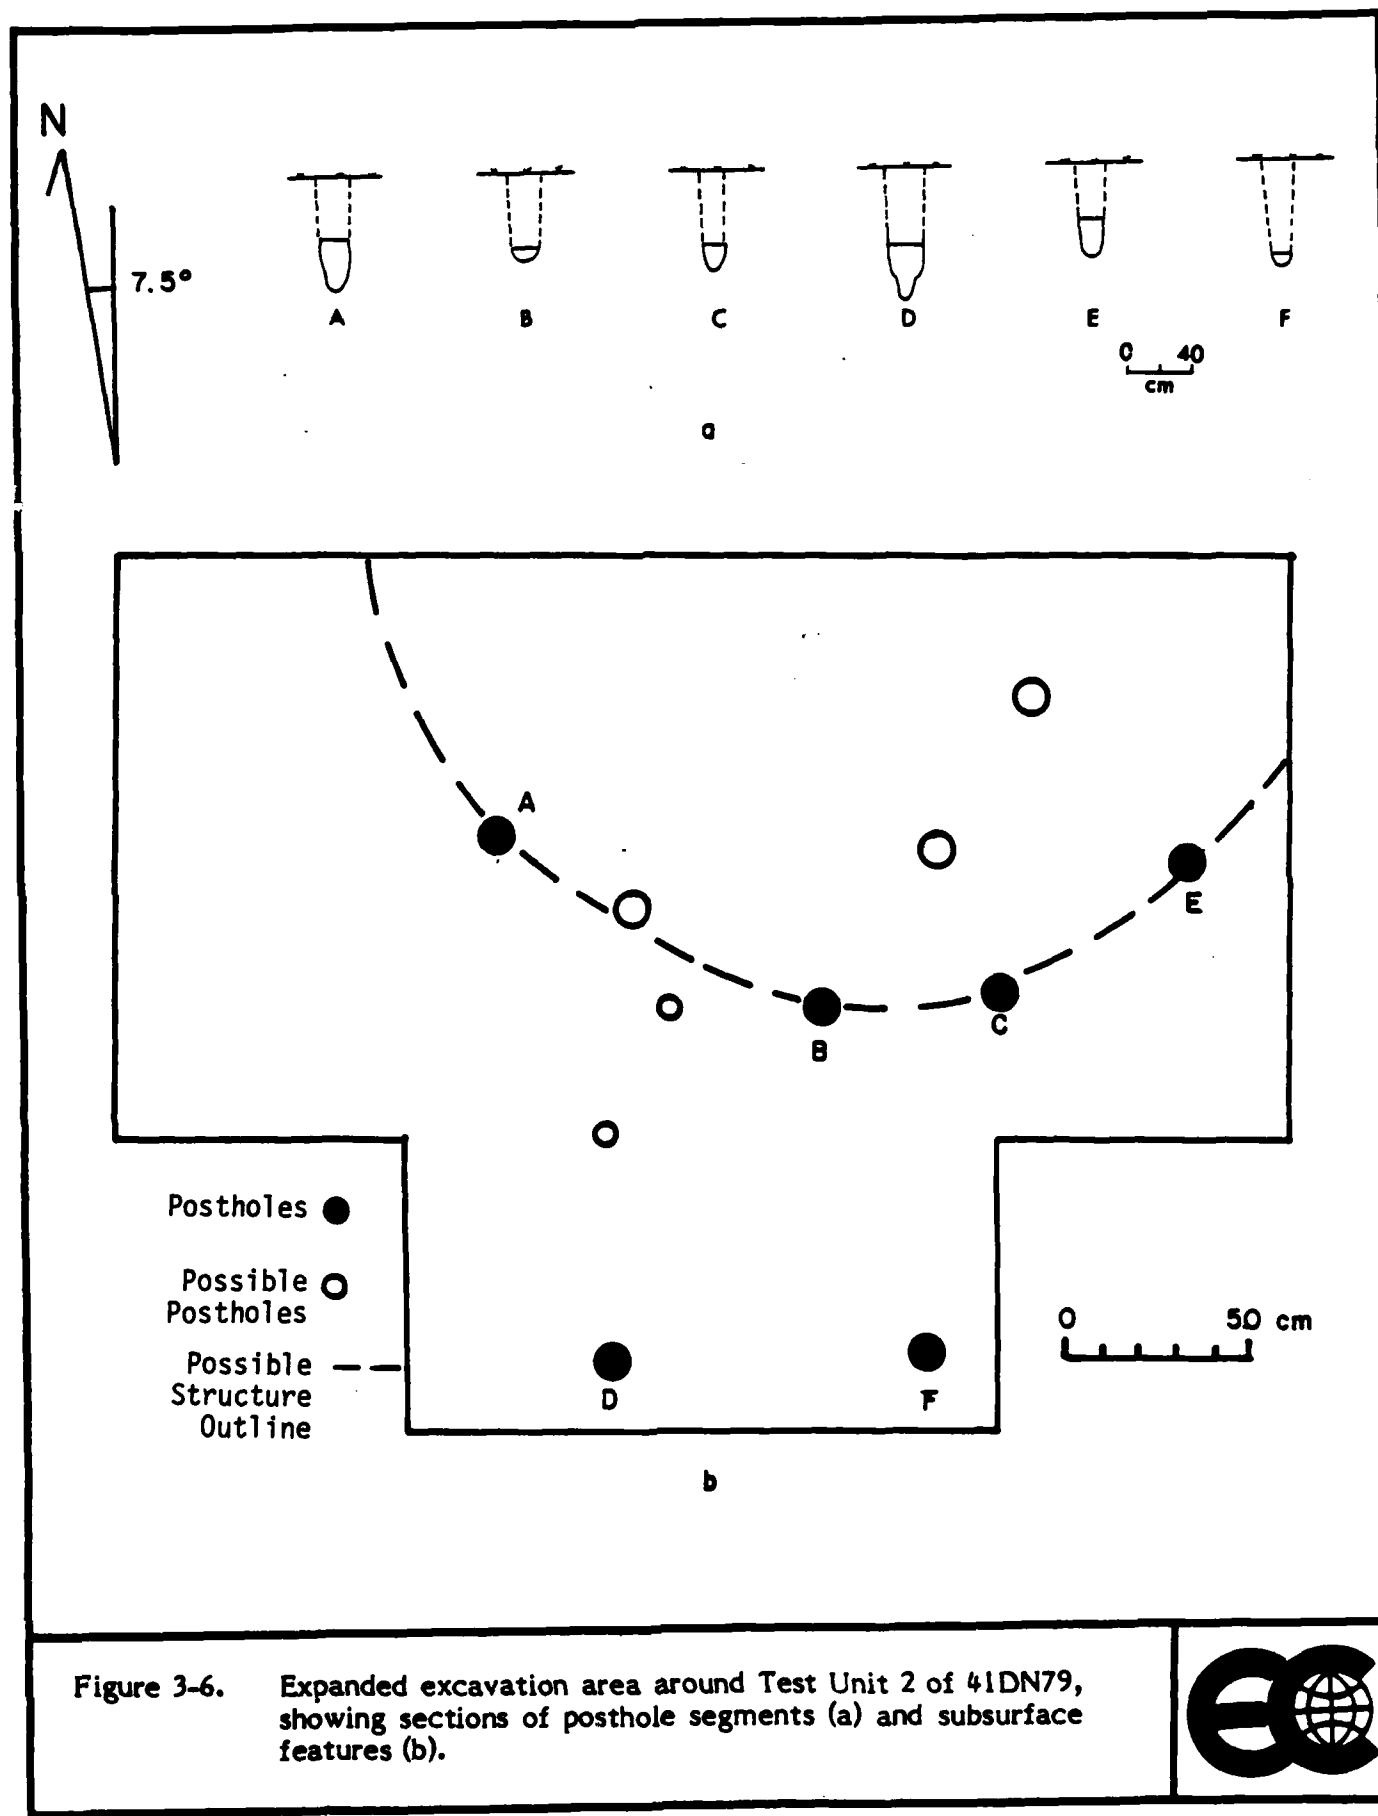 N
7.5°
A B C D E F
0 40
cm
a
A
E
B
C
Postholes
Possible
Postholes
Possible
Structure
Outline
0 50 cm
D F
b
Figure 3-6. Expanded excavation area around Test Unit 2 of 41DN79,
showing sections of posthole segments (a) and subsurface
features (b).
ec